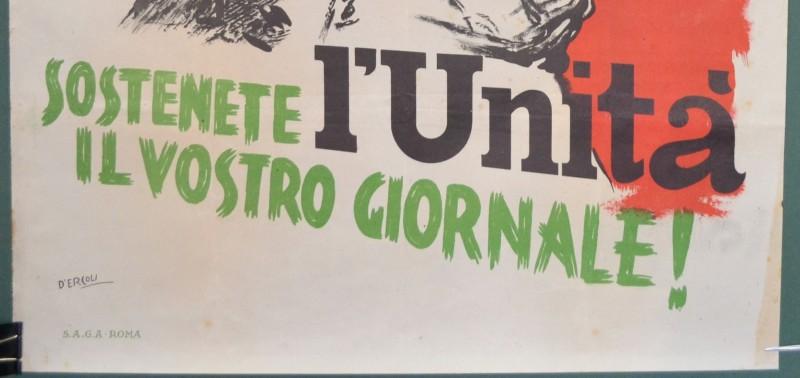 SOSTENETE l'Unità
IL VOSTRO GIORNALE!
D'ERCOLI
S.A.G.A - ROMA